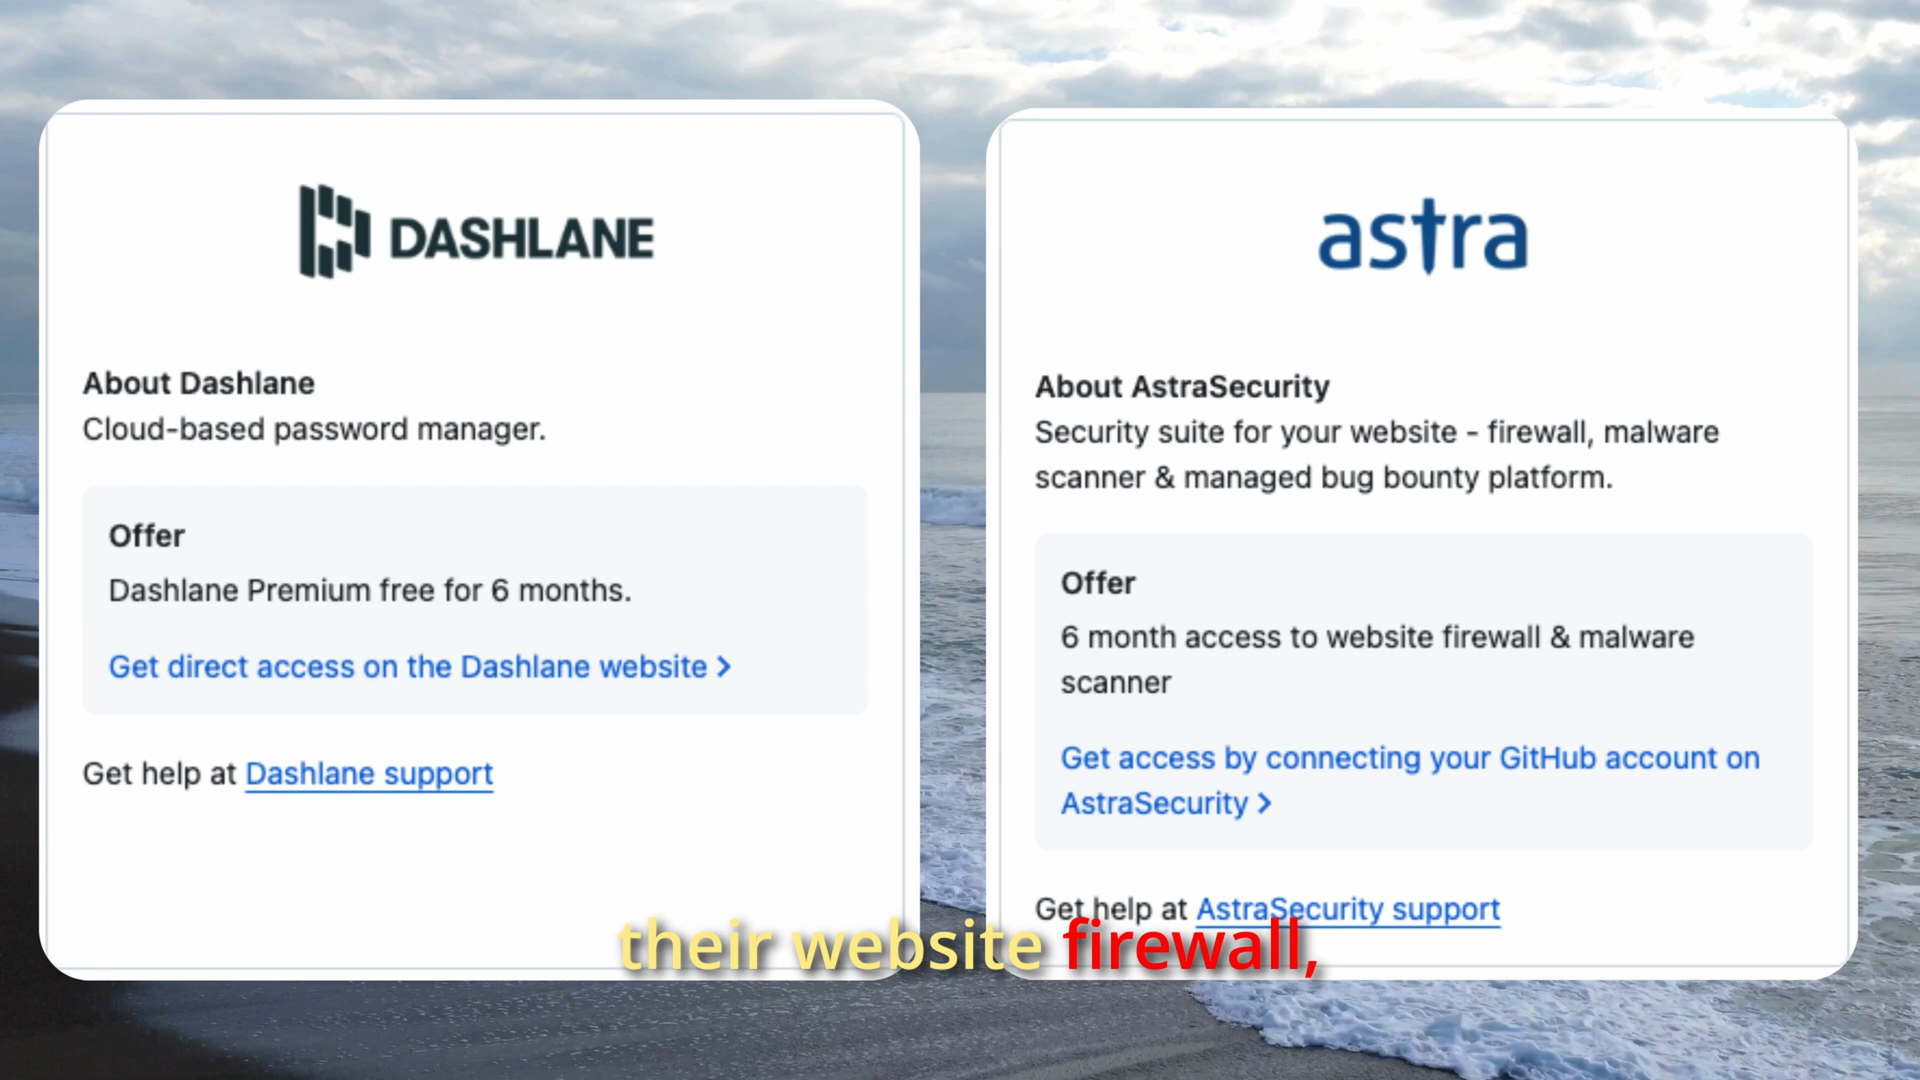 DASHLANE
About Dashlane
Cloud-based password manager.
Offer
Dashlane Premium free for 6 months.
Get direct access on the Dashlane website >
Get help at Dashlane support
astra
About AstraSecurity
Security suite for your website - firewall, malware
scanner & managed bug bounty platform.
Offer
6 month access to website firewall & malware
scanner
Get access by connecting your GitHub account on
AstraSecurity >
Get help at AstraSecurity support
their website firewall,